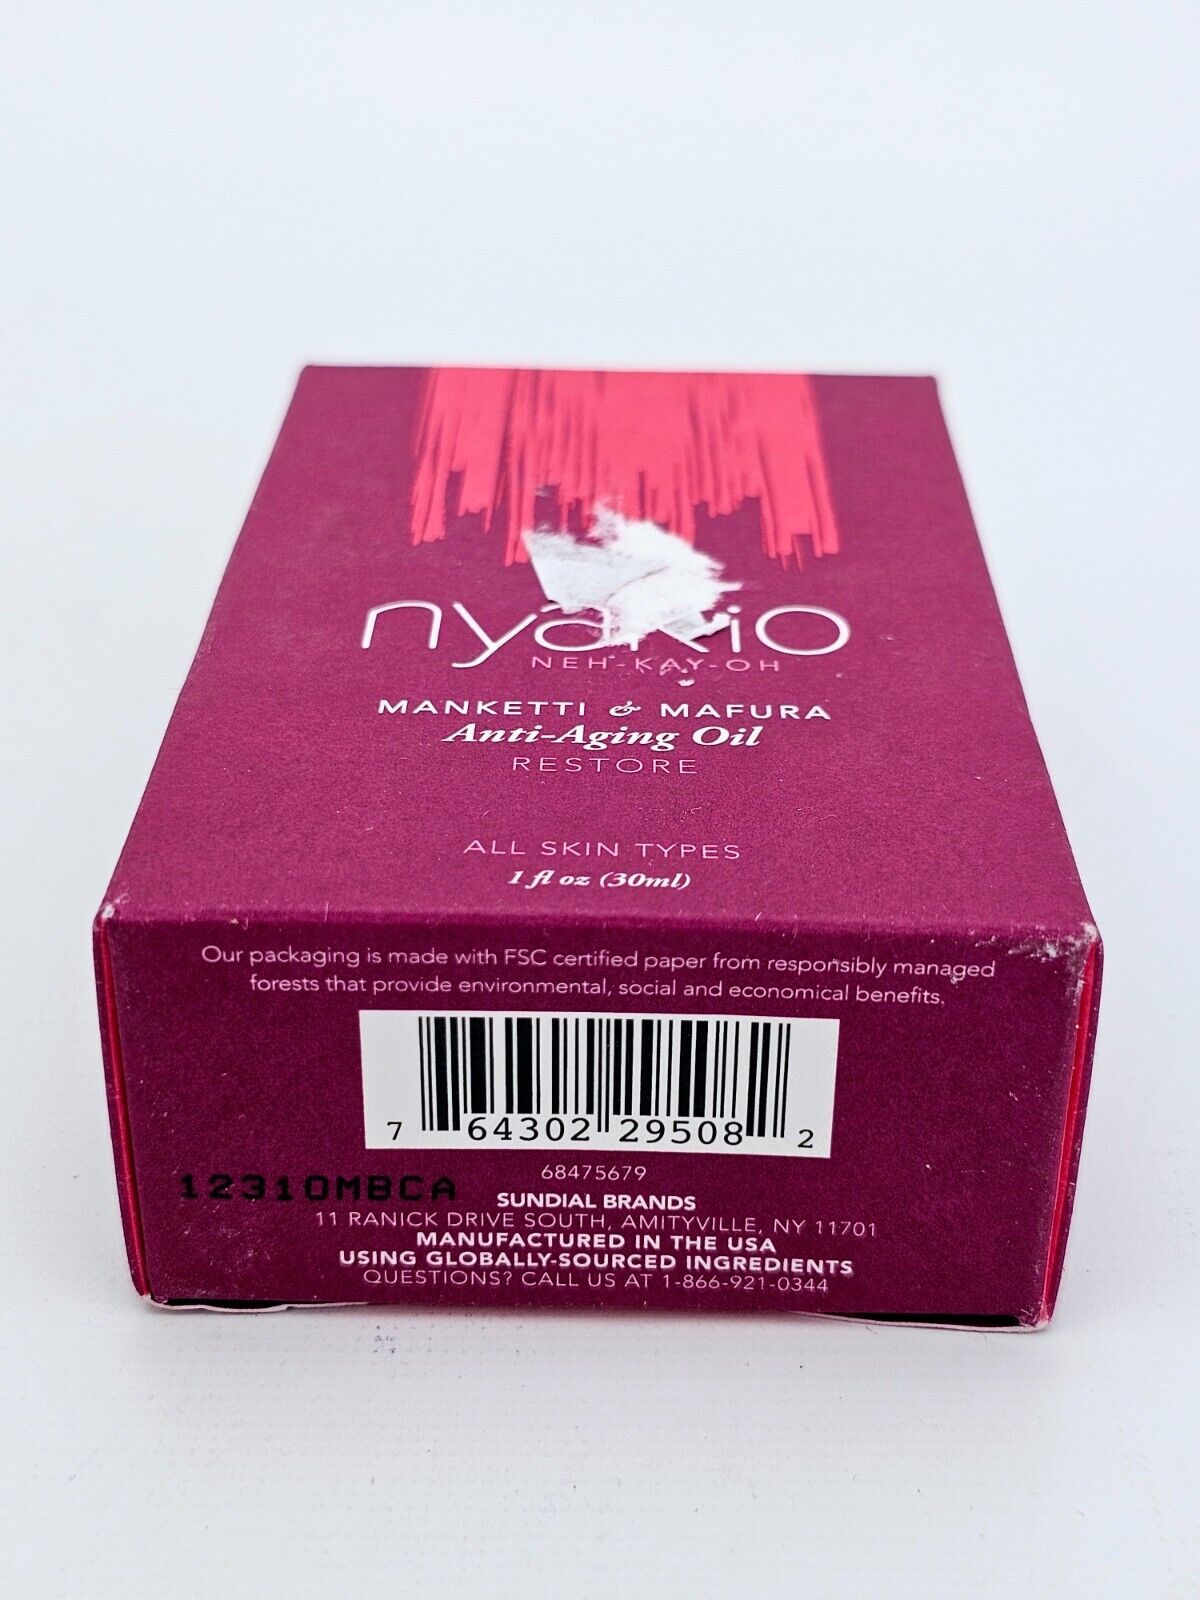 nyakio
NEH-KAY-OH
MANKETTI & MAFURA
Anti-Aging Oil
RESTORE
ALL SKIN TYPES
1 fl oz (30ml)
Our packaging is made with FSC certified paper from responsibly managed
forests that provide environmental, social and economical benefits.
7 64302 29508 2
68475679
12310MBCA
SUNDIAL BRANDS
11 RANICK DRIVE SOUTH, AMITYVILLE, NY 11701
MANUFACTURED IN THE USA
USING GLOBALLY-SOURCED INGREDIENTS
QUESTIONS? CALL US AT 1-866-921-0344